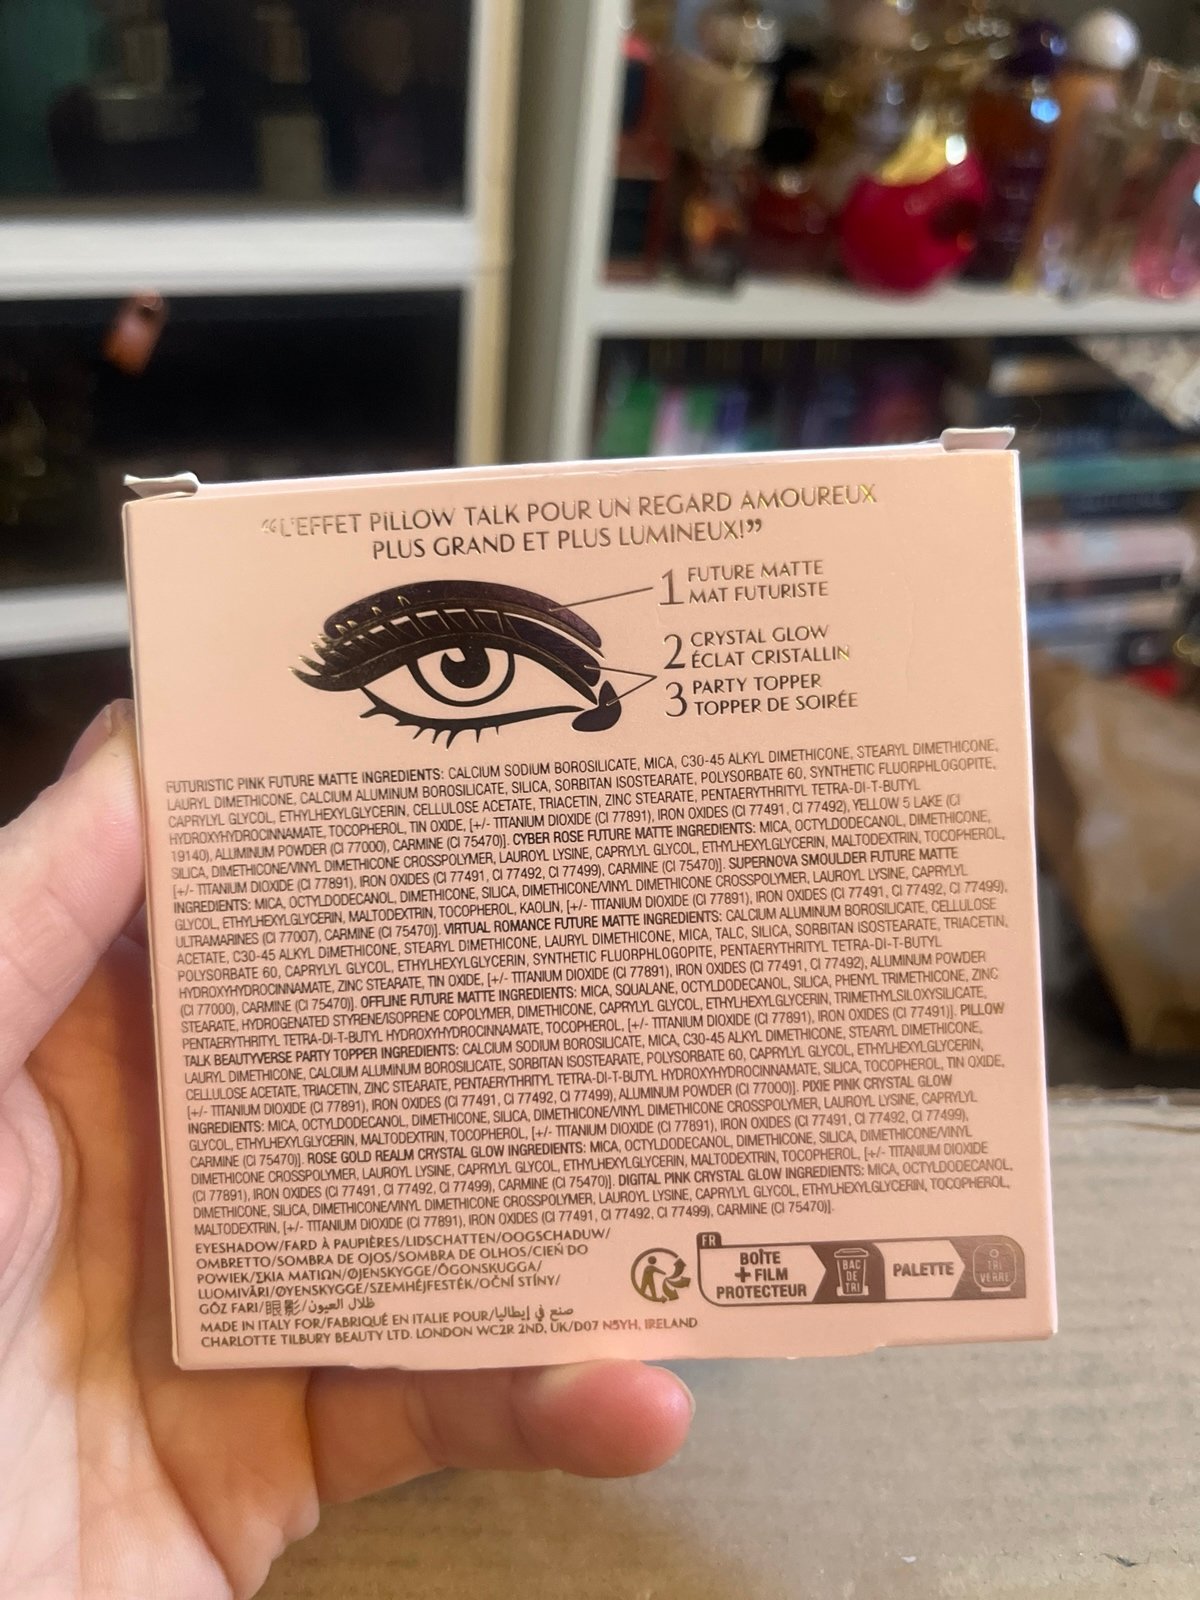 “L'EFFET PILLOW TALK POUR UN REGARD AMOUREUX
PLUS GRAND ET PLUS LUMINEUX!”
1 FUTURE MATTE
MAT FUTURISTE
2 CRYSTAL GLOW
ÉCLAT CRISTALLIN
3 PARTY TOPPER
TOPPER DE SOIRÉE
FUTURISTIC PINK FUTURE MATTE INGREDIENTS: CALCIUM SODIUM BOROSILICATE, MICA, C30-45 ALKYL DIMETHICONE, STEARYL DIMETHICONE,
LAURYL DIMETHICONE, CALCIUM ALUMINUM BOROSILICATE, SILICA, SORBITAN ISOSTEARATE, POLYSORBATE 60, SYNTHETIC FLUORPHLOGOPITE,
CAPRYLYL GLYCOL, ETHYLHEXYLGLYCERIN, CELLULOSE ACETATE, TRIACETIN, ZINC STEARATE, PENTAERYTHRITYL TETRA-DI-T-BUTYL
HYDROXYHYDROCINNAMATE, TOCOPHEROL, TIN OXIDE, [+/- TITANIUM DIOXIDE (CI 77891), IRON OXIDES (CI 77491, CI 77492), YELLOW 5 LAKE (CI
19140), ALUMINUM POWDER (CI 77000), CARMINE (CI 75470)]. CYBER ROSE FUTURE MATTE INGREDIENTS: MICA, OCTYLDODECANOL, DIMETHICONE,
SILICA, DIMETHICONE/VINYL DIMETHICONE CROSSPOLYMER, LAUROYL LYSINE, CAPRYLYL GLYCOL, ETHYLHEXYLGLYCERIN, MALTODEXTRIN, TOCOPHEROL,
[+/- TITANIUM DIOXIDE (CI 77891), IRON OXIDES (CI 77491, CI 77492, CI 77499), CARMINE (CI 75470)]. SUPERNOVA SMOULDER FUTURE MATTE
INGREDIENTS: MICA, OCTYLDODECANOL, DIMETHICONE, SILICA, DIMETHICONE/VINYL DIMETHICONE CROSSPOLYMER, LAUROYL LYSINE, CAPRYLYL
GLYCOL, ETHYLHEXYLGLYCERIN, MALTODEXTRIN, TOCOPHEROL, KAOLIN, [+/- TITANIUM DIOXIDE (CI 77891), IRON OXIDES (CI 77491, CI 77492, CI 77499),
ULTRAMARINES (CI 77007), CARMINE (CI 75470)]. VIRTUAL ROMANCE FUTURE MATTE INGREDIENTS: CALCIUM ALUMINUM BOROSILICATE, CELLULOSE
ACETATE, C30-45 ALKYL DIMETHICONE, STEARYL DIMETHICONE, LAURYL DIMETHICONE, MICA, TALC, SILICA, SORBITAN ISOSTEARATE, TRIACETIN,
POLYSORBATE 60, CAPRYLYL GLYCOL, ETHYLHEXYLGLYCERIN, SYNTHETIC FLUORPHLOGOPITE, PENTAERYTHRITYL TETRA-DI-T-BUTYL
HYDROXYHYDROCINNAMATE, ZINC STEARATE, TIN OXIDE, [+/- TITANIUM DIOXIDE (CI 77891), IRON OXIDES (CI 77491, CI 77492), ALUMINUM POWDER
(CI 77000), CARMINE (CI 75470)]. OFFLINE FUTURE MATTE INGREDIENTS: MICA, SQUALANE, OCTYLDODECANOL, SILICA, PHENYL TRIMETHICONE, ZINC
STEARATE, HYDROGENATED STYRENE/ISOPRENE COPOLYMER, DIMETHICONE, CAPRYLYL GLYCOL, ETHYLHEXYLGLYCERIN, TRIMETHYLSILOXYSILICATE,
PENTAERYTHRITYL TETRA-DI-T-BUTYL HYDROXYHYDROCINNAMATE, TOCOPHEROL, [+/- TITANIUM DIOXIDE (CI 77891), IRON OXIDES (CI 77491)]. PILLOW
TALK BEAUTYVERSE PARTY TOPPER INGREDIENTS: CALCIUM SODIUM BOROSILICATE, MICA, C30-45 ALKYL DIMETHICONE, STEARYL DIMETHICONE,
LAURYL DIMETHICONE, CALCIUM ALUMINUM BOROSILICATE, SORBITAN ISOSTEARATE, POLYSORBATE 60, CAPRYLYL GLYCOL, ETHYLHEXYLGLYCERIN,
CELLULOSE ACETATE, TRIACETIN, ZINC STEARATE, PENTAERYTHRITYL TETRA-DI-T-BUTYL HYDROXYHYDROCINNAMATE, SILICA, TOCOPHEROL, TIN OXIDE,
[+/- TITANIUM DIOXIDE (CI 77891), IRON OXIDES (CI 77491, CI 77492, CI 77499), ALUMINUM POWDER (CI 77000)]. PIXIE PINK CRYSTAL GLOW
INGREDIENTS: MICA, OCTYLDODECANOL, DIMETHICONE, SILICA, DIMETHICONE/VINYL DIMETHICONE CROSSPOLYMER, LAUROYL LYSINE, CAPRYLYL
GLYCOL, ETHYLHEXYLGLYCERIN, MALTODEXTRIN, TOCOPHEROL, [+/- TITANIUM DIOXIDE (CI 77891), IRON OXIDES (CI 77491, CI 77492, CI 77499),
CARMINE (CI 75470)]. ROSE GOLD REALM CRYSTAL GLOW INGREDIENTS: MICA, OCTYLDODECANOL, DIMETHICONE, SILICA, DIMETHICONE/VINYL
DIMETHICONE CROSSPOLYMER, LAUROYL LYSINE, CAPRYLYL GLYCOL, ETHYLHEXYLGLYCERIN, MALTODEXTRIN, TOCOPHEROL, [+/- TITANIUM DIOXIDE
(CI 77891), IRON OXIDES (CI 77491, CI 77492, CI 77499), CARMINE (CI 75470)]. DIGITAL PINK CRYSTAL GLOW INGREDIENTS: MICA, OCTYLDODECANOL,
DIMETHICONE, SILICA, DIMETHICONE/VINYL DIMETHICONE CROSSPOLYMER, LAUROYL LYSINE, CAPRYLYL GLYCOL, ETHYLHEXYLGLYCERIN, TOCOPHEROL,
MALTODEXTRIN, [+/- TITANIUM DIOXIDE (CI 77891), IRON OXIDES (CI 77491, CI 77492, CI 77499), CARMINE (CI 75470)].
EYESHADOW/FARD À PAUPIÈRES/LIDSCHATTEN/OOGSCHADUW/
OMBRETTO/SOMBRA DE OJOS/SOMBRA DE OLHOS/CIEŃ DO
POWIEK/ΣΚΙΑ ΜΑΤΙΩΝ/ØJENSKYGGE/ÖGONSKUGGA/
LUOMIVÄRI/ØYENSKYGGE/SZEMHÉJFESTÉK/OČNÍ STÍNY/
GÖZ FARI/眼影/ظلال العيون
MADE IN ITALY FOR/FABRIQUÉ EN ITALIE POUR/صنع في إيطاليا
CHARLOTTE TILBURY BEAUTY LTD. LONDON WC2R 2ND, UK/D07 N5YH, IRELAND
FR
BOÎTE
+ FILM
PROTECTEUR
BAC
DE
TRI
PALETTE
TRI
VERRE